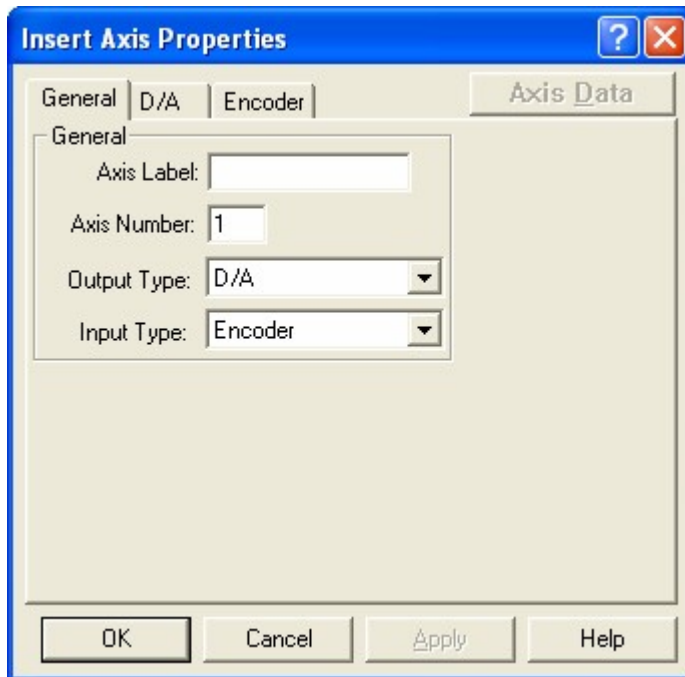 Insert Axis Properties
?
General D/A Encoder Axis Data
General
Axis Label:
Axis Number: 1
Output Type: D/A
Input Type: Encoder
OK Cancel Apply Help